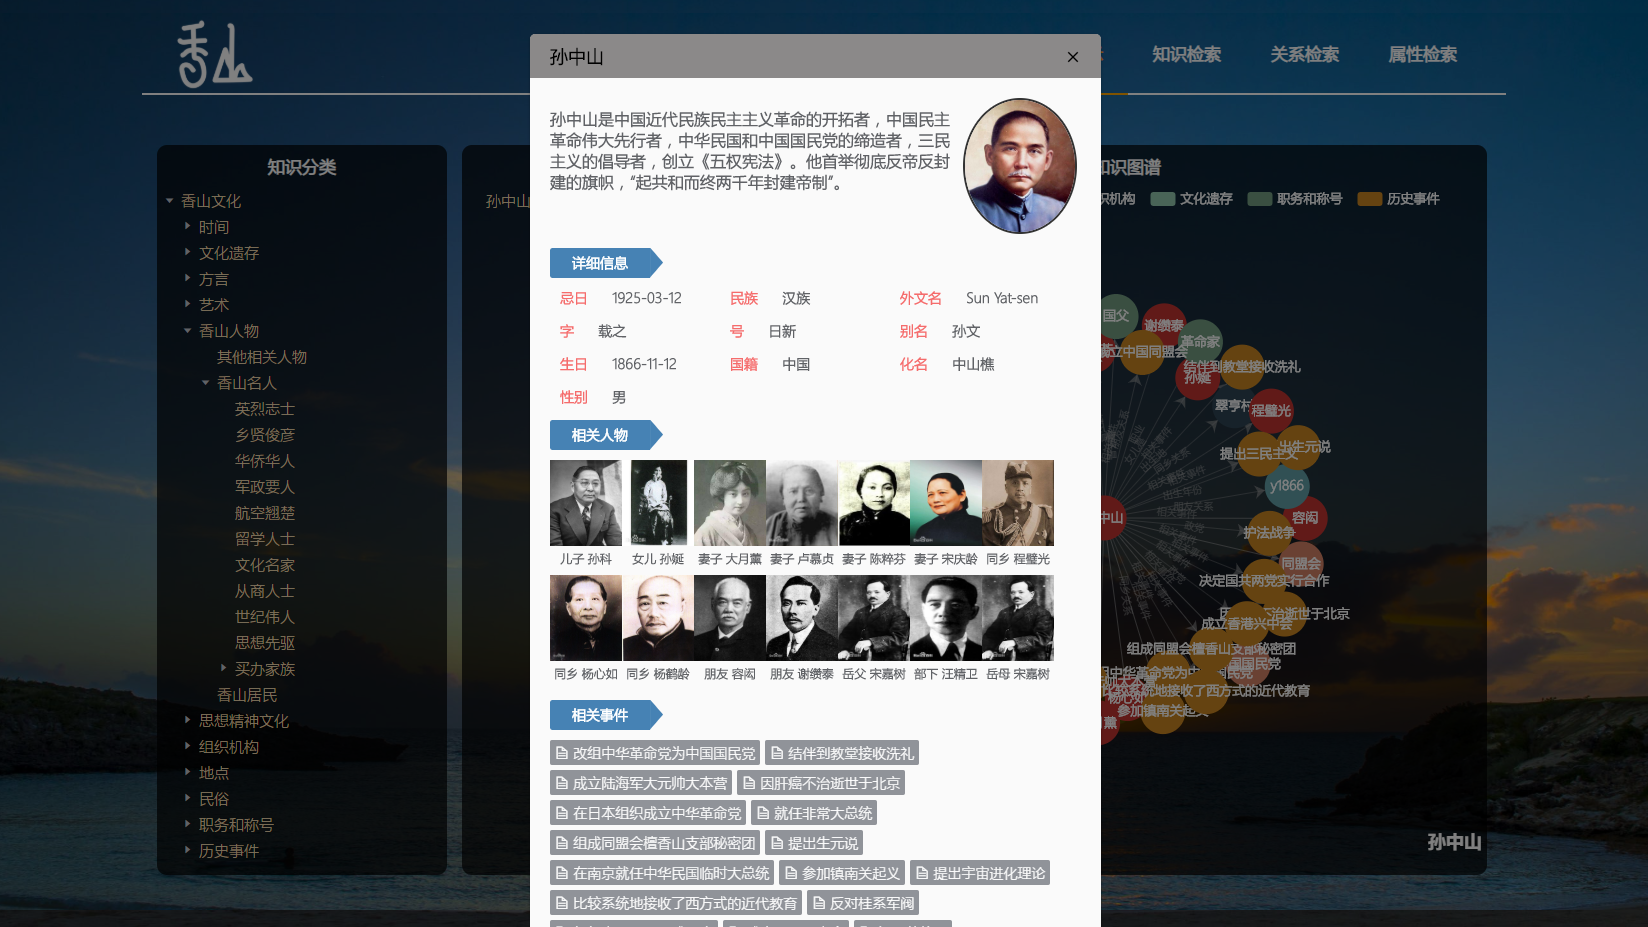 香山
知识检索
关系检索
属性检索
孙中山
孙中山是中国近代民族民主主义革命的开拓者，中国民主
革命伟大先行者，中华民国和中国国民党的缔造者，三民
主义的倡导者，创立《五权宪法》。他首举彻底反帝反封
建的旗帜，“起共和而终两千年封建帝制”。
详细信息
忌日 1925-03-12 民族 汉族 外文名 Sun Yat-sen
字 载之 号 日新 别名 孙文
生日 1866-11-12 国籍 中国 化名 中山樵
性别 男
相关人物
儿子 孙科 女儿 孙娫 妻子 大月薰 妻子 卢慕贞 妻子 陈粹芬 妻子 宋庆龄 同乡 程璧光
同乡 杨心如 同乡 杨鹤龄 朋友 容闳 朋友 谢缵泰 岳父 宋嘉树 部下 汪精卫 岳母 宋嘉树
相关事件
改组中华革命党为中国国民党 结伴到教堂接收洗礼
成立陆海军大元帅大本营 因肝癌不治逝世于北京
在日本组织成立中华革命党 就任非常大总统
组成同盟会檀香山支部秘密团 提出生元说
在南京就任中华民国临时大总统 参加镇南关起义 提出宇宙进化理论
比较系统地接收了西方式的近代教育 反对桂系军阀
知识分类
香山文化
时间
文化遗存
方言
艺术
香山人物
其他相关人物
香山名人
英烈志士
乡贤俊彦
华侨华人
军政要人
航空翘楚
留学人士
文化名家
从商人士
世纪伟人
思想先驱
买办家族
香山居民
思想精神文化
组织机构
地点
民俗
职务和称号
历史事件
孙中山
知识图谱
织机构 文化遗存 职务和称号 历史事件
国父
谢缵泰
革命家
成立中国同盟会
结伴到教堂接收洗礼
孙娫
翠亨村
程璧光
出生元说
提出三民主义
y1866
容闳
中山
护法战争
同盟会
决定国共两党实行合作
不治逝世于北京
成立香港兴中会
组成同盟会檀香山支部秘密团
国国民党
组中华革命党为中国国民党
比较系统地接收了西方式的近代教育
杨心如
参加镇南关起义
薰
孙中山